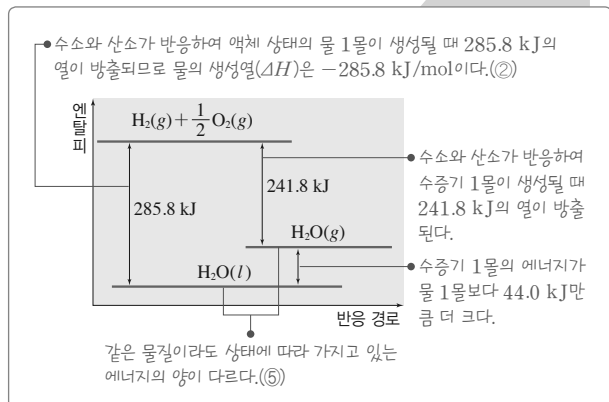 수소와 산소가 반응하여 액체 상태의 물 1몰이 생성될 때 285.8 kJ의
열이 방출되므로 물의 생성열(ΔH)은 −285.8 kJ/mol이다.(②)
엔탈피
H₂(g)+1/2 O₂(g)
285.8 kJ
241.8 kJ
H₂O(g)
H₂O(l)
반응 경로
수소와 산소가 반응하여
수증기 1몰이 생성될 때
241.8 kJ의 열이 방출
된다.
수증기 1몰의 에너지가
물 1몰보다 44.0 kJ만
큼 더 크다.
같은 물질이라도 상태에 따라 가지고 있는
에너지의 양이 다르다.(⑤)